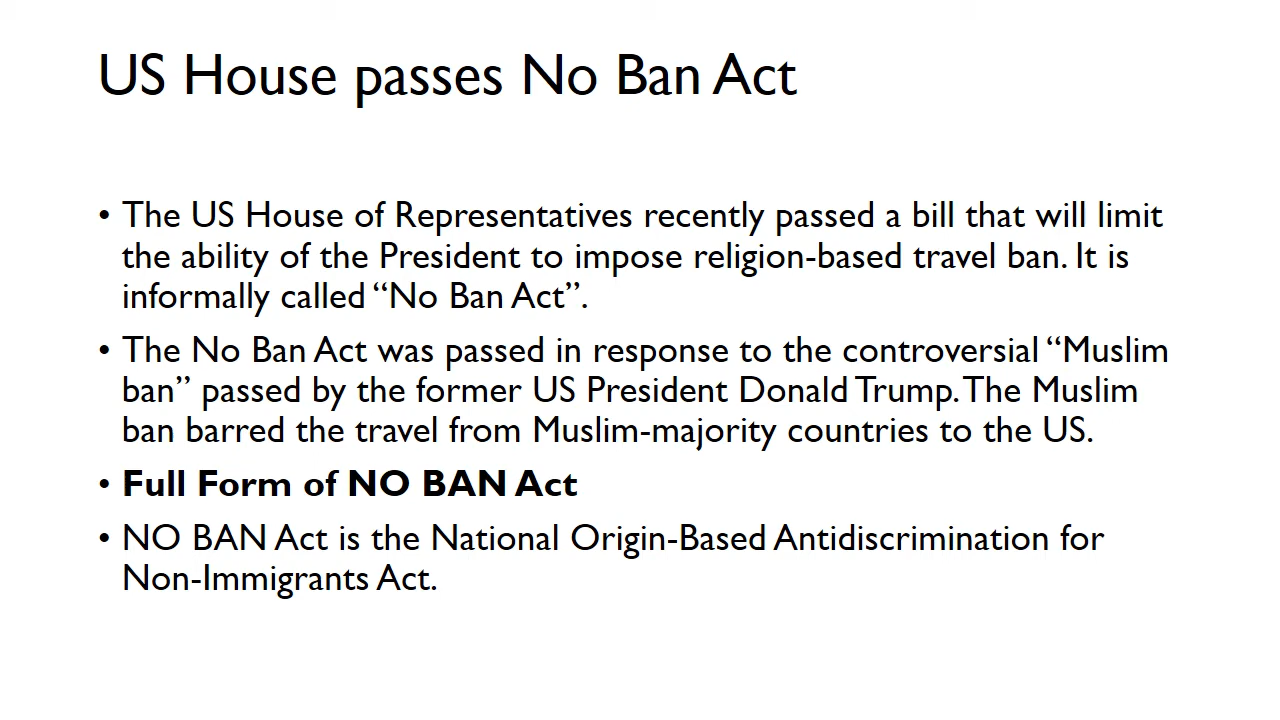 US House passes No Ban Act
• The US House of Representatives recently passed a bill that will limit
the ability of the President to impose religion-based travel ban. It is
informally called “No Ban Act”.
• The No Ban Act was passed in response to the controversial “Muslim
ban” passed by the former US President Donald Trump. The Muslim
ban barred the travel from Muslim-majority countries to the US.
• Full Form of NO BAN Act
• NO BAN Act is the National Origin-Based Antidiscrimination for
Non-Immigrants Act.